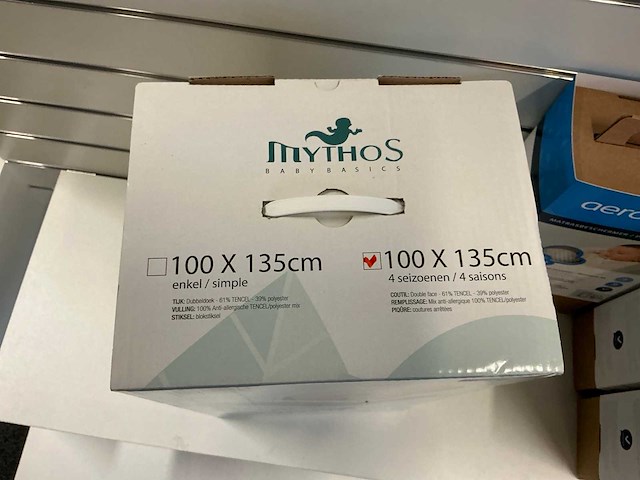 MYTHOS
BABY BASICS
100 X 135cm
enkel / simple
TIJK: Dubbeldoek - 61% TENCEL - 39% polyester
VULLING: 100% Anti-allergische TENCEL/polyester mix
STIKSEL: blokstiksel
100 X 135cm
4 seizoenen / 4 saisons
COUTIL: Double face - 61% TENCEL - 39% polyester
REMPLISSAGE: Mix anti-allergique 100% TENCEL/polyester
PIQÛRE: coutures arrêtées
aero